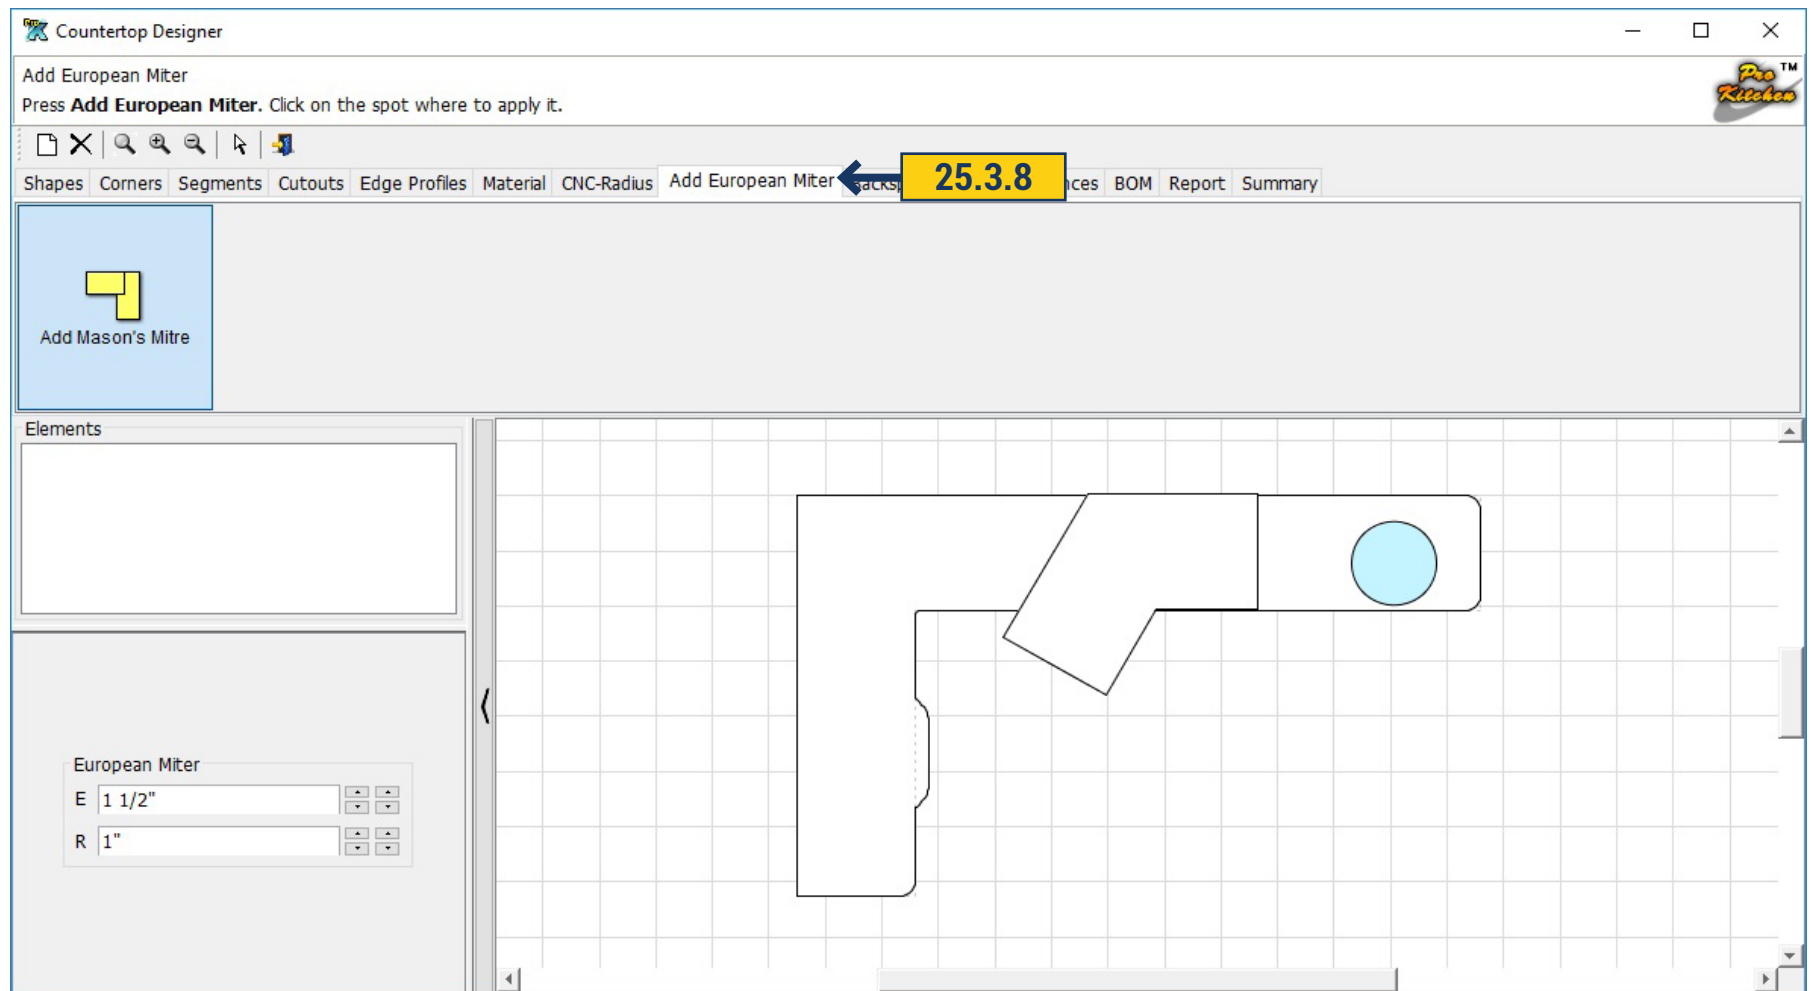 Countertop Designer
Add European Miter
Press Add European Miter. Click on the spot where to apply it.
Pro TM
Kitchen
Shapes Corners Segments Cutouts Edge Profiles Material CNC-Radius Add European Miter 25.3.8 BOM Report Summary
Add Mason's Mitre
Elements
European Miter
E 1 1/2"
R 1"